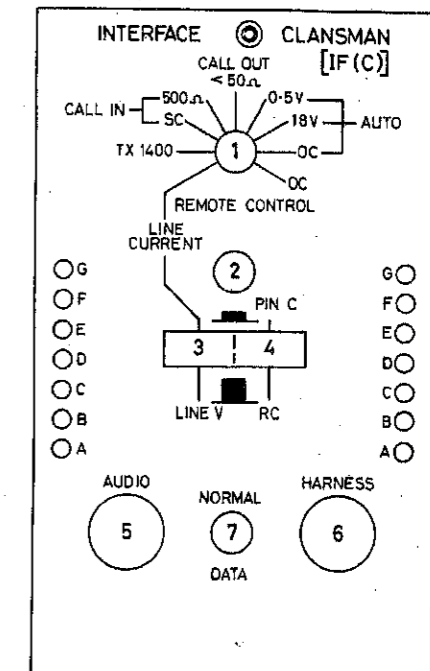 INTERFACE CLANSMAN
[IF(C)]
CALL OUT
<50Ω
CALL IN
500Ω
SC
TX 1400
0·5V
18V
OC
AUTO
OC
1
REMOTE CONTROL
LINE
CURRENT
2
PIN C
3 4
LINE V RC
G
F
E
D
C
B
A
G
F
E
D
C
B
A
AUDIO
5
NORMAL
7
DATA
HARNESS
6